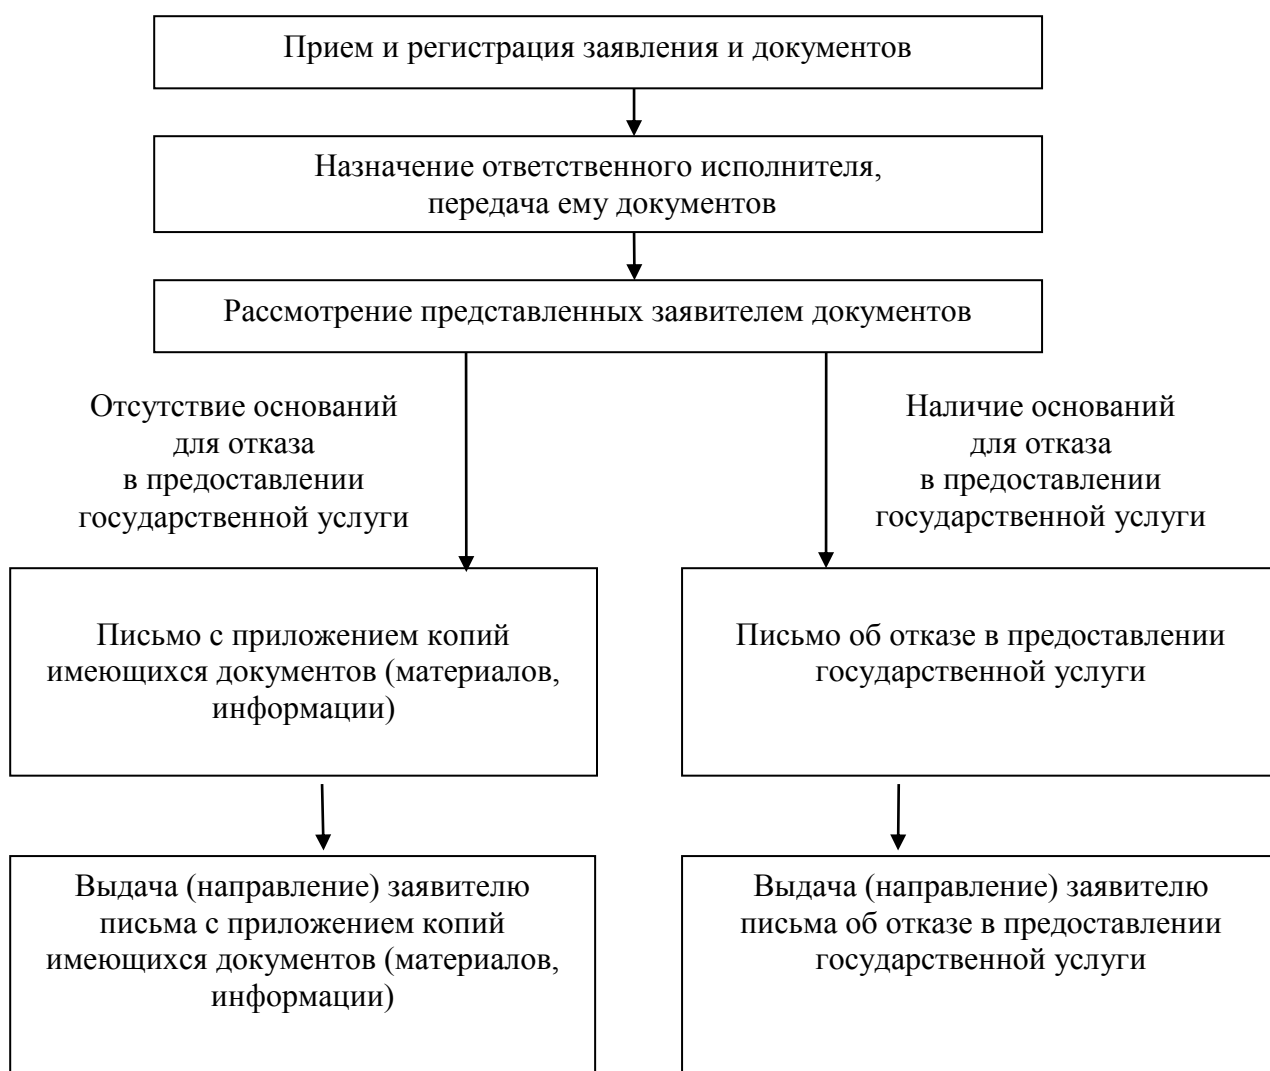 Прием и регистрация заявления и документов
Назначение ответственного исполнителя,
передача ему документов
Рассмотрение представленных заявителем документов
Отсутствие оснований
для отказа
в предоставлении
государственной услуги
Наличие оснований
для отказа
в предоставлении
государственной услуги
Письмо с приложением копий
имеющихся документов (материалов,
информации)
Письмо об отказе в предоставлении
государственной услуги
Выдача (направление) заявителю
письма с приложением копий
имеющихся документов (материалов,
информации)
Выдача (направление) заявителю
письма об отказе в предоставлении
государственной услуги